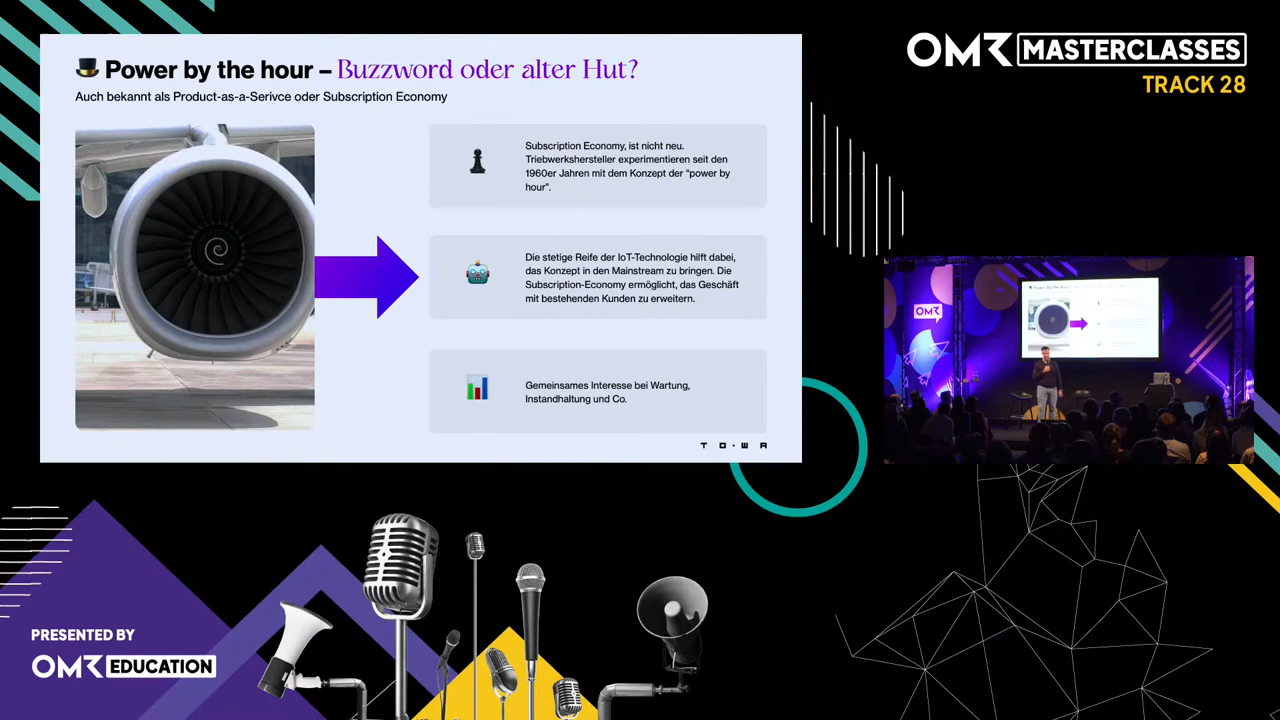 Power by the hour – Buzzword oder alter Hut?
Auch bekannt als Product-as-a-Serivce oder Subscription Economy
Subscription Economy, ist nicht neu.
Triebwerkshersteller experimentieren seit den
1960er Jahren mit dem Konzept der “power by
hour”.
Die stetige Reife der IoT-Technologie hilft dabei,
das Konzept in den Mainstream zu bringen. Die
Subscription-Economy ermöglicht, das Geschäft
mit bestehenden Kunden zu erweitern.
Gemeinsames Interesse bei Wartung,
Instandhaltung und Co.
TO·WA
OMR MASTERCLASSES
TRACK 28
OMR
PRESENTED BY
OMR EDUCATION